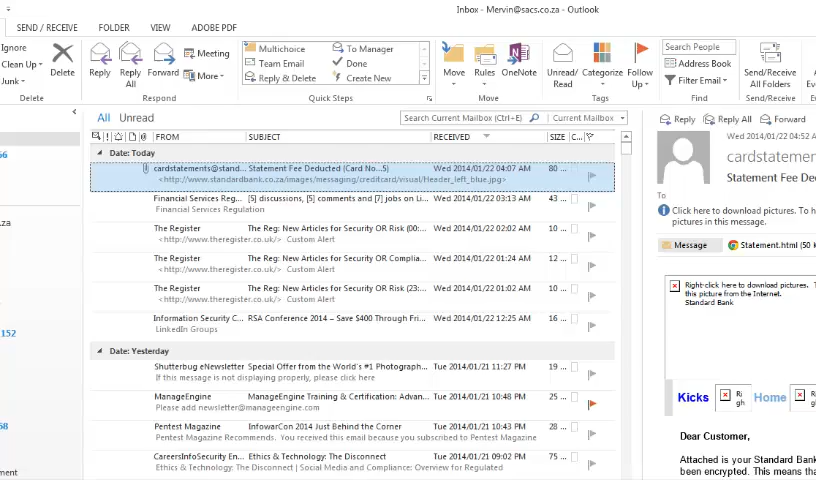 Inbox - Mervin@sacs.co.za - Outlook
SEND / RECEIVE FOLDER VIEW ADOBE PDF
Ignore
Clean Up
Junk
Delete
Reply
Reply All
Forward
Meeting
More
Multichoice
Team Email
Reply & Delete
To Manager
Done
Create New
Move
Rules
OneNote
Unread/ Read
Categorize
Follow Up
Search People
Address Book
Filter Email
Send/Receive All Folders
Delete Respond Quick Steps Move Tags Find Send/Receive
All Unread
Search Current Mailbox (Ctrl+E) Current Mailbox
FROM SUBJECT RECEIVED SIZE C...
Date: Today
cardstatements@stand... Statement Fee Deducted (Card No...5) Wed 2014/01/22 04:07 AM 80 ...
<http://www.standardbank.co.za/images/messaging/creditcard/visual/Header_left_blue.jpg>
Financial Services Reg... [5] discussions, [5] comments and [7] jobs on Li... Wed 2014/01/22 03:13 AM 43 ...
Financial Services Regulation
The Register The Reg: New Articles for Security OR Risk (00:... Wed 2014/01/22 02:02 AM 10 ...
<http://www.theregister.co.uk/> Custom Alert
The Register The Reg: New Articles for Security OR Complia... Wed 2014/01/22 01:24 AM 12 ...
<http://www.theregister.co.uk/> Custom Alert
The Register The Reg: New Articles for Security OR Risk (23:... Wed 2014/01/22 01:02 AM 10 ...
<http://www.theregister.co.uk/> Custom Alert
Information Security C... RSA Conference 2014 – Save $400 Through Fri... Wed 2014/01/22 12:25 AM 16 ...
LinkedIn Groups
Date: Yesterday
Shutterbug eNewsletter Special Offer from the World's #1 Photograph... Tue 2014/01/21 11:27 PM 19 ...
If this message is not displaying properly, please click here
ManageEngine ManageEngine Training & Certification: Advan... Tue 2014/01/21 10:48 PM 25 ...
Please add newsletter@manageengine.com
Pentest Magazine InfowarCon 2014 Just Behind the Corner Tue 2014/01/21 10:43 PM 28 ...
Pentest Magazine Recommends. You received this email because you subscribed to Pentest Magazine
CareersInfoSecurity En... Ethics & Technology: The Disconnect Tue 2014/01/21 09:02 PM 75 ...
Ethics & Technology: The Disconnect | Social and Media Compliance: Overview for Regulated
66
.za
152
68
ment
Reply Reply All Forward
Wed 2014/01/22 04:52 A
cardstatement
Statement Fee Dec
To
Click here to download pictures. To h
pictures in this message.
Message Statement.html (50 K
Right-click here to download pictures. T
this picture from the Internet.
Standard Bank
Kicks Ri gh Home Ri gh
Dear Customer,
Attached is your Standard Bank
been encrypted. This means tha